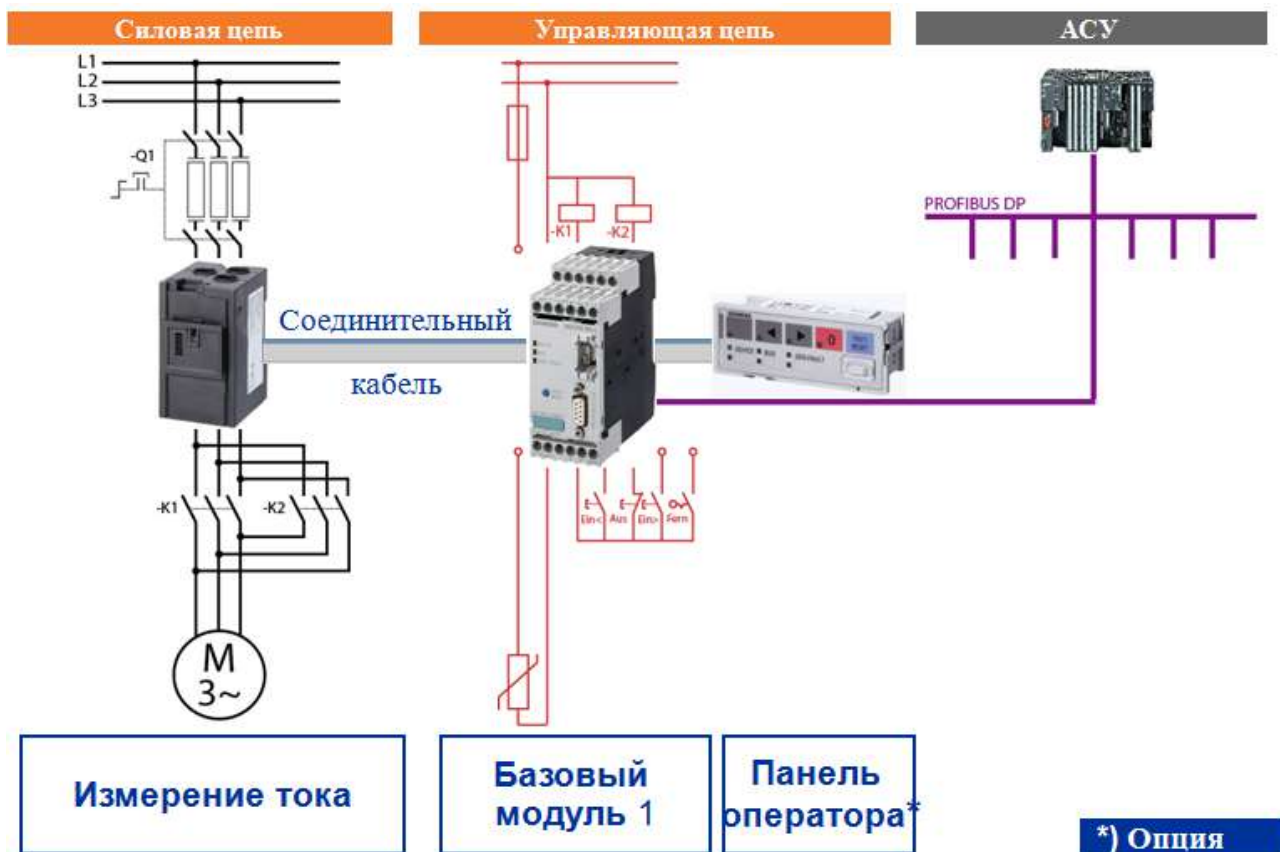 Силовая цепь
Управляющая цепь
АСУ
L1
L2
L3
-Q1
PROFIBUS DP
-K1
-K2
Соединительный
кабель
-K1
-K2
Ein<
Aus
Ein>
Fern
M
3~
Измерение тока
Базовый
модуль 1
Панель
оператора*
*) Опция